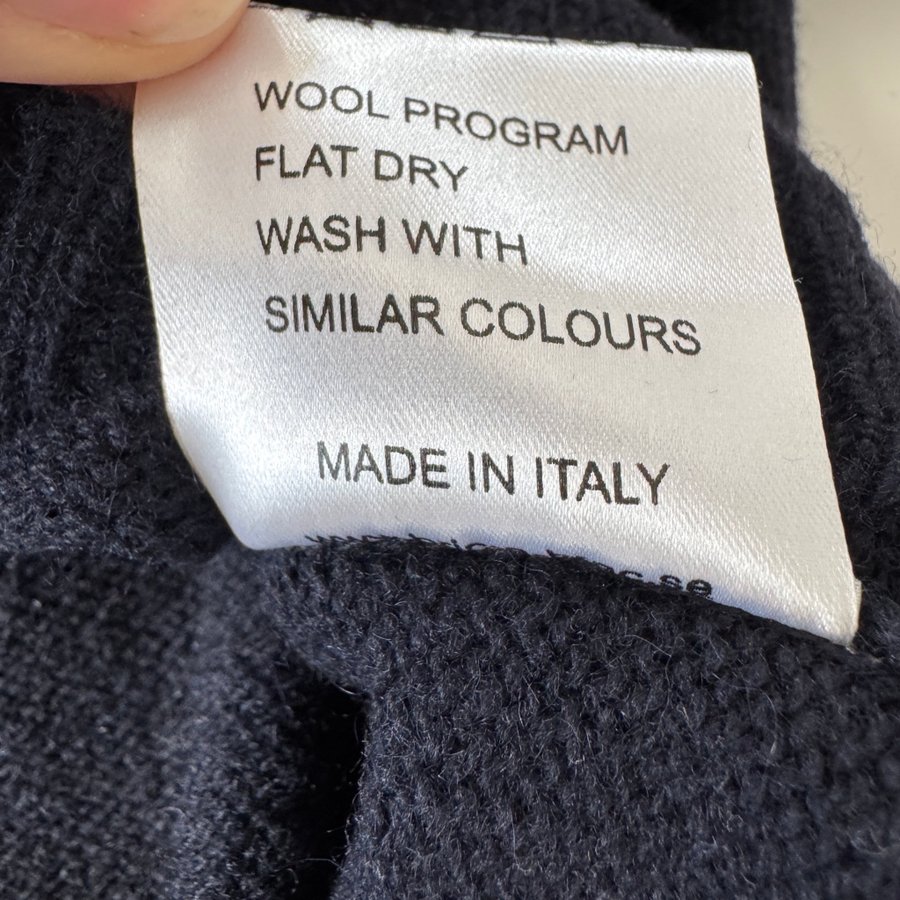 WOOL PROGRAM
FLAT DRY
WASH WITH
SIMILAR COLOURS
MADE IN ITALY